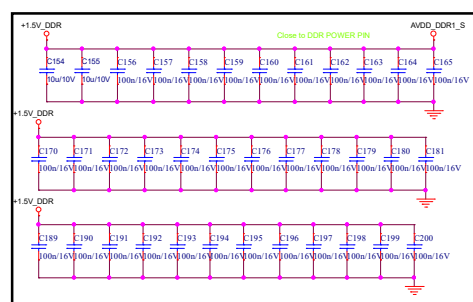 +1.5V_DDR Close to DDR POWER PIN AVDD_DDR1_S
C154 C155 C156 C157 C158 C159 C160 C161 C162 C163 C164 C165
10u/10V 10u/10V 100n/16V 100n/16V 100n/16V 100n/16V 100n/16V 100n/16V 100n/16V 100n/16V 100n/16V 100n/16V
+1.5V_DDR
C170 C171 C172 C173 C174 C175 C176 C177 C178 C179 C180 C181
100n/16V 100n/16V 100n/16V 100n/16V 100n/16V 100n/16V 100n/16V 100n/16V 100n/16V 100n/16V 100n/16V 100n/16V
+1.5V_DDR
C189 C190 C191 C192 C193 C194 C195 C196 C197 C198 C199 C200
100n/16V 100n/16V 100n/16V 100n/16V 100n/16V 100n/16V 100n/16V 100n/16V 100n/16V 100n/16V 100n/16V 100n/16V